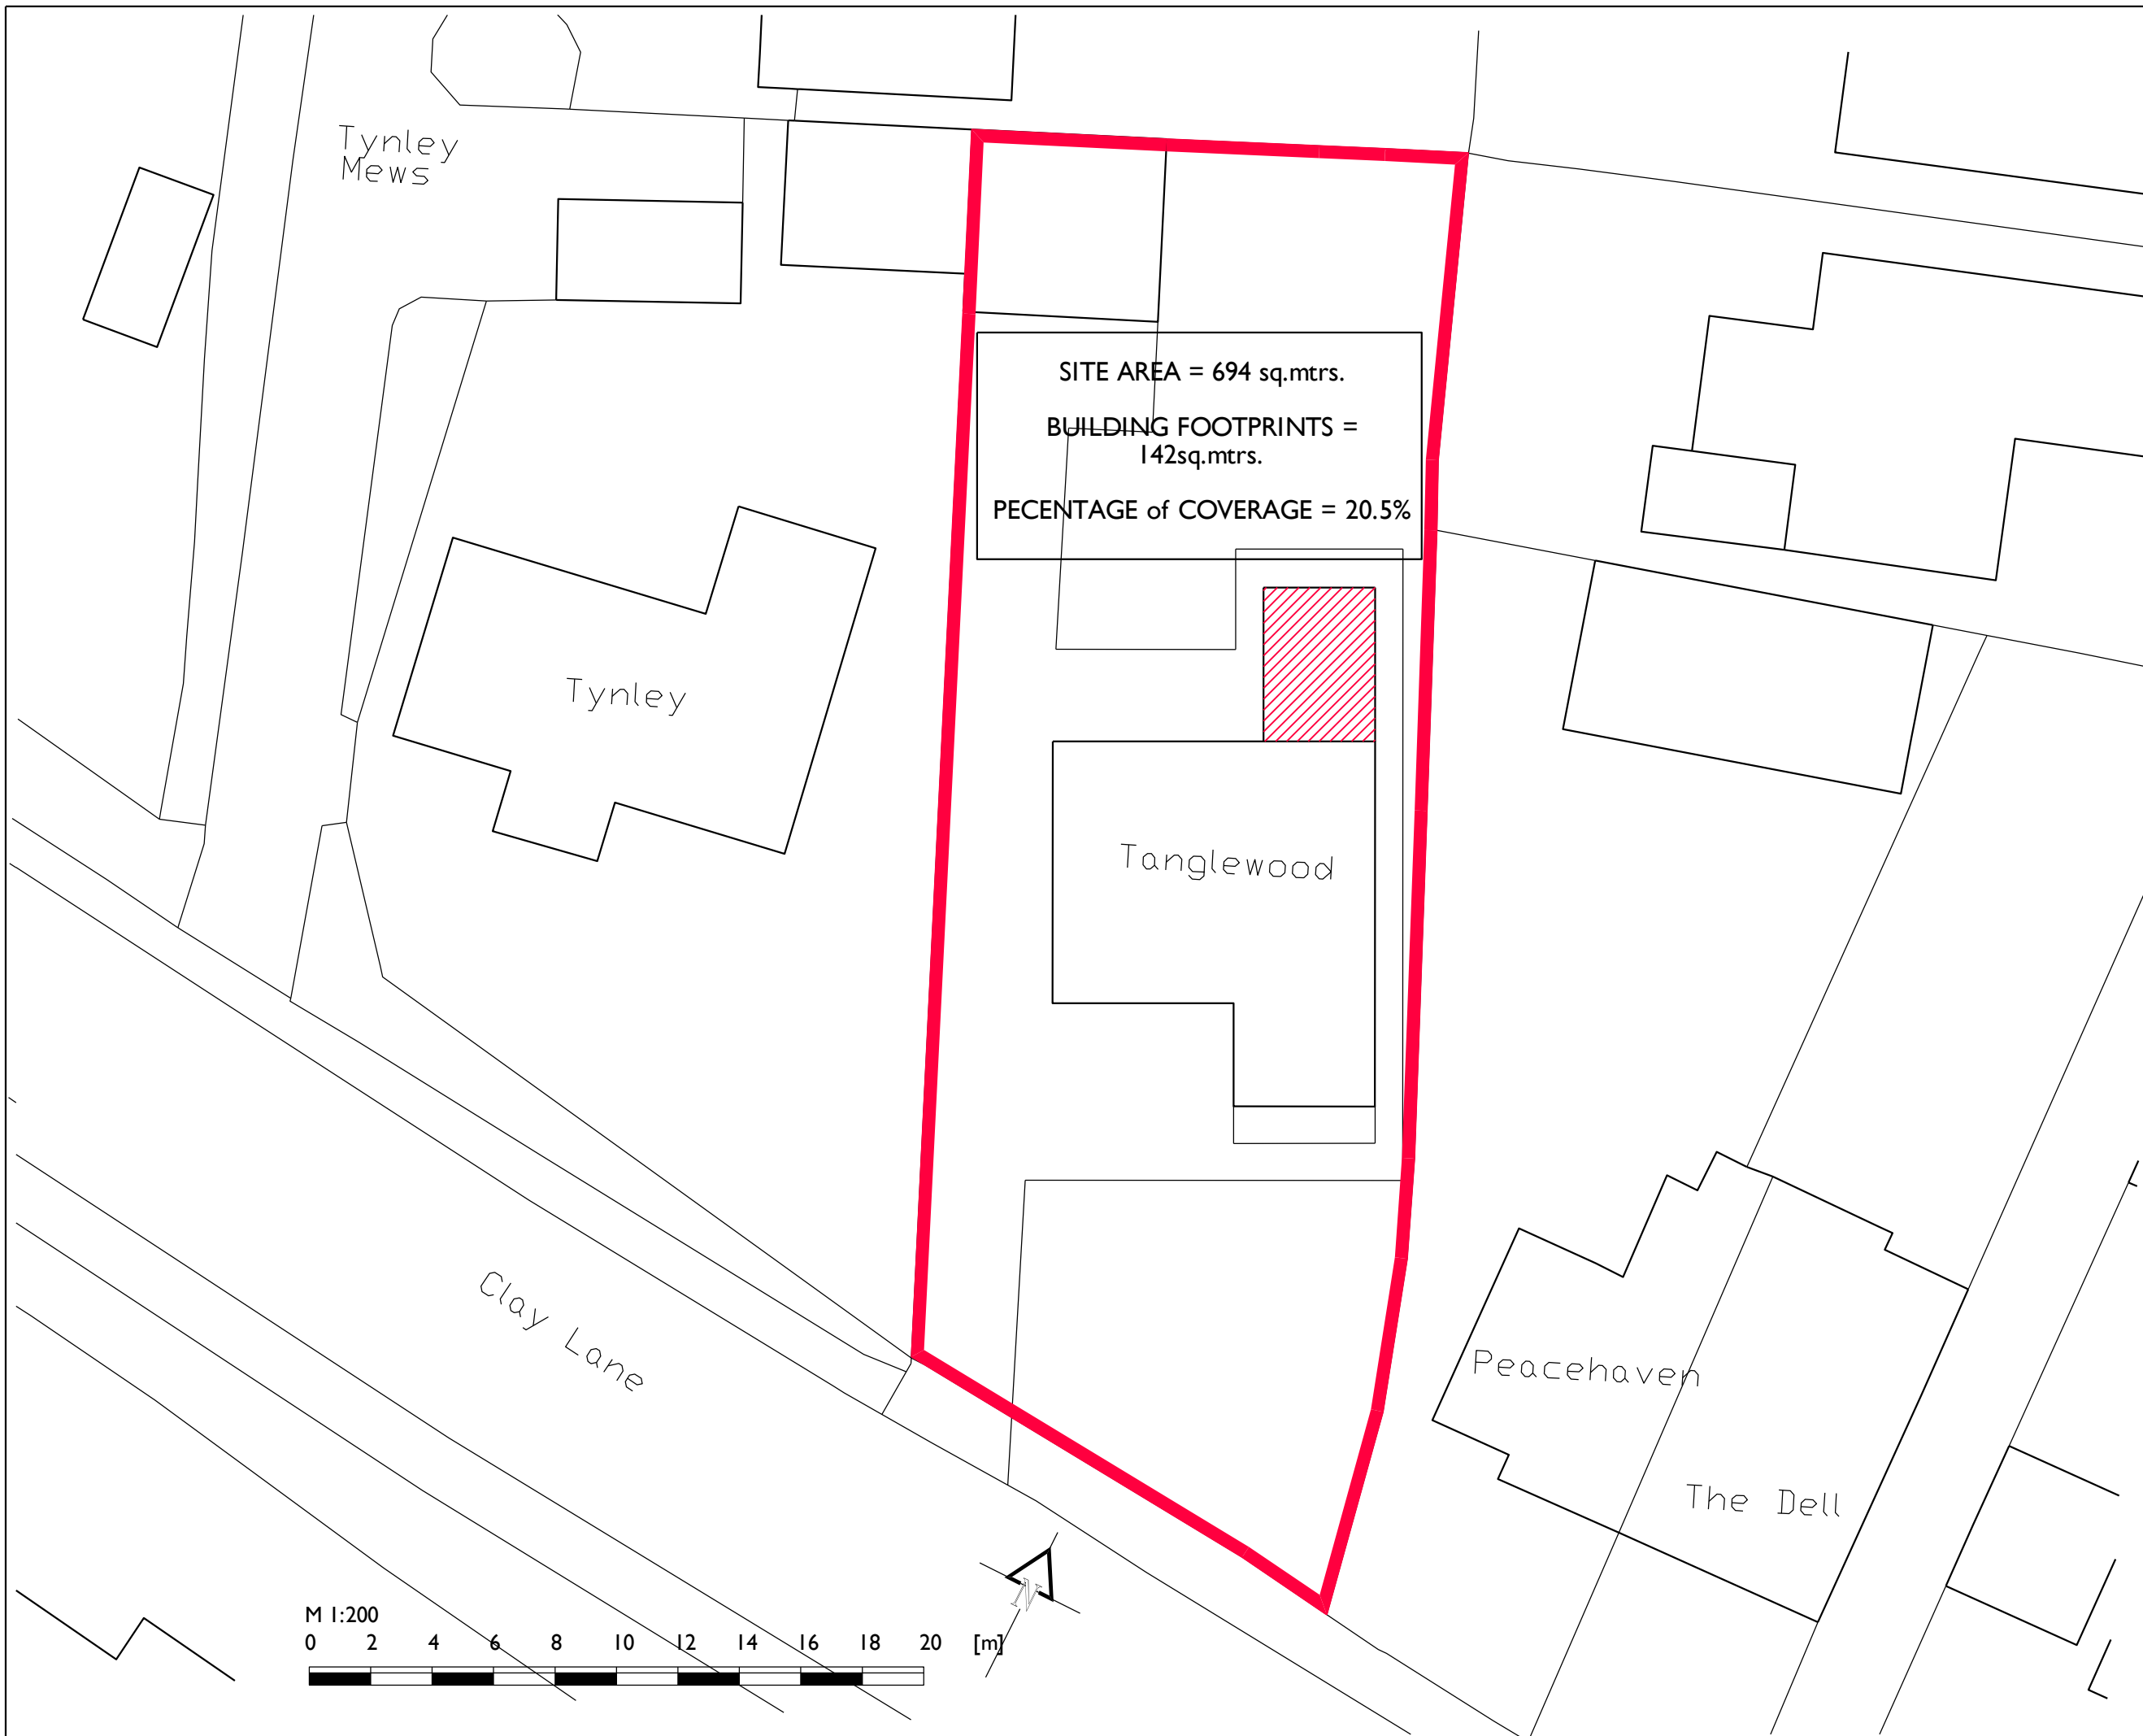 Tynley
Mews
SITE AREA = 694 sq.mtrs.
BUILDING FOOTPRINTS =
142sq.mtrs.
PECENTAGE of COVERAGE = 20.5%
Tynley
Tanglewood
Clay Lane
Peacehaven
The Dell
N
M 1:200
0 2 4 6 8 10 12 14 16 18 20 [m]